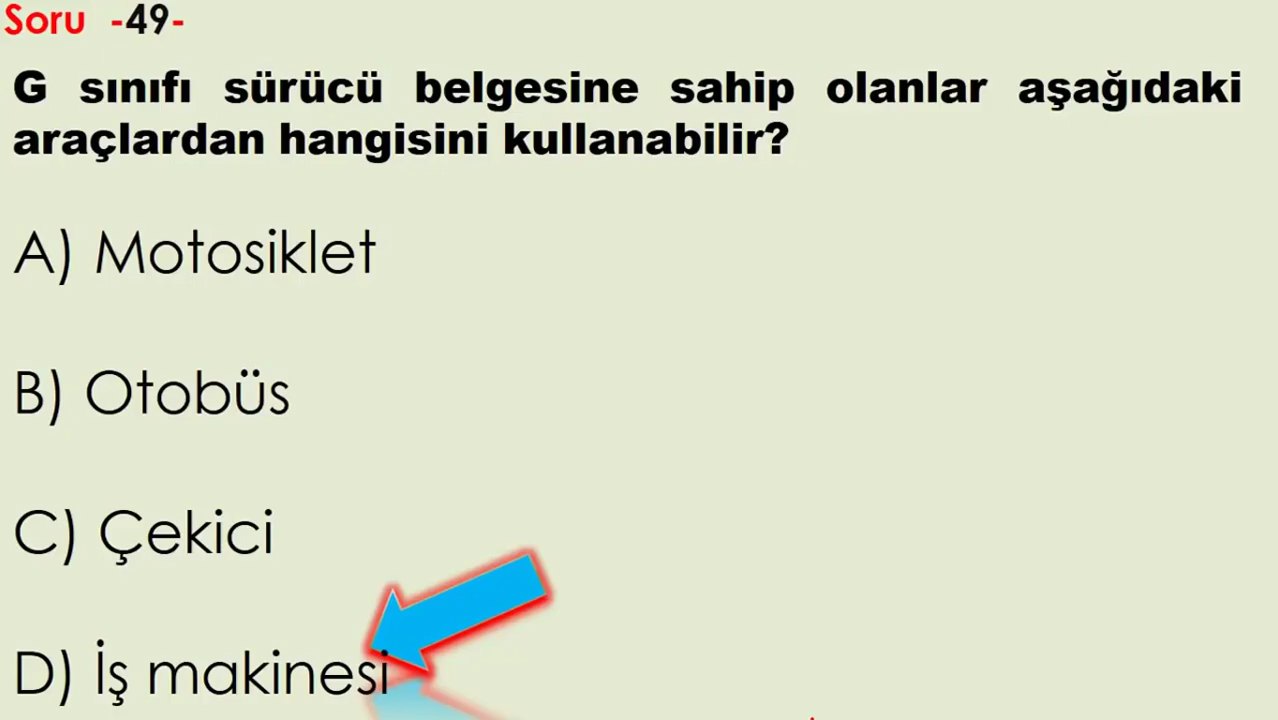 Soru -49-
G sınıfı sürücü belgesine sahip olanlar aşağıdaki
araçlardan hangisini kullanabilir?
A) Motosiklet
B) Otobüs
C) Çekici
D) İş makinesi